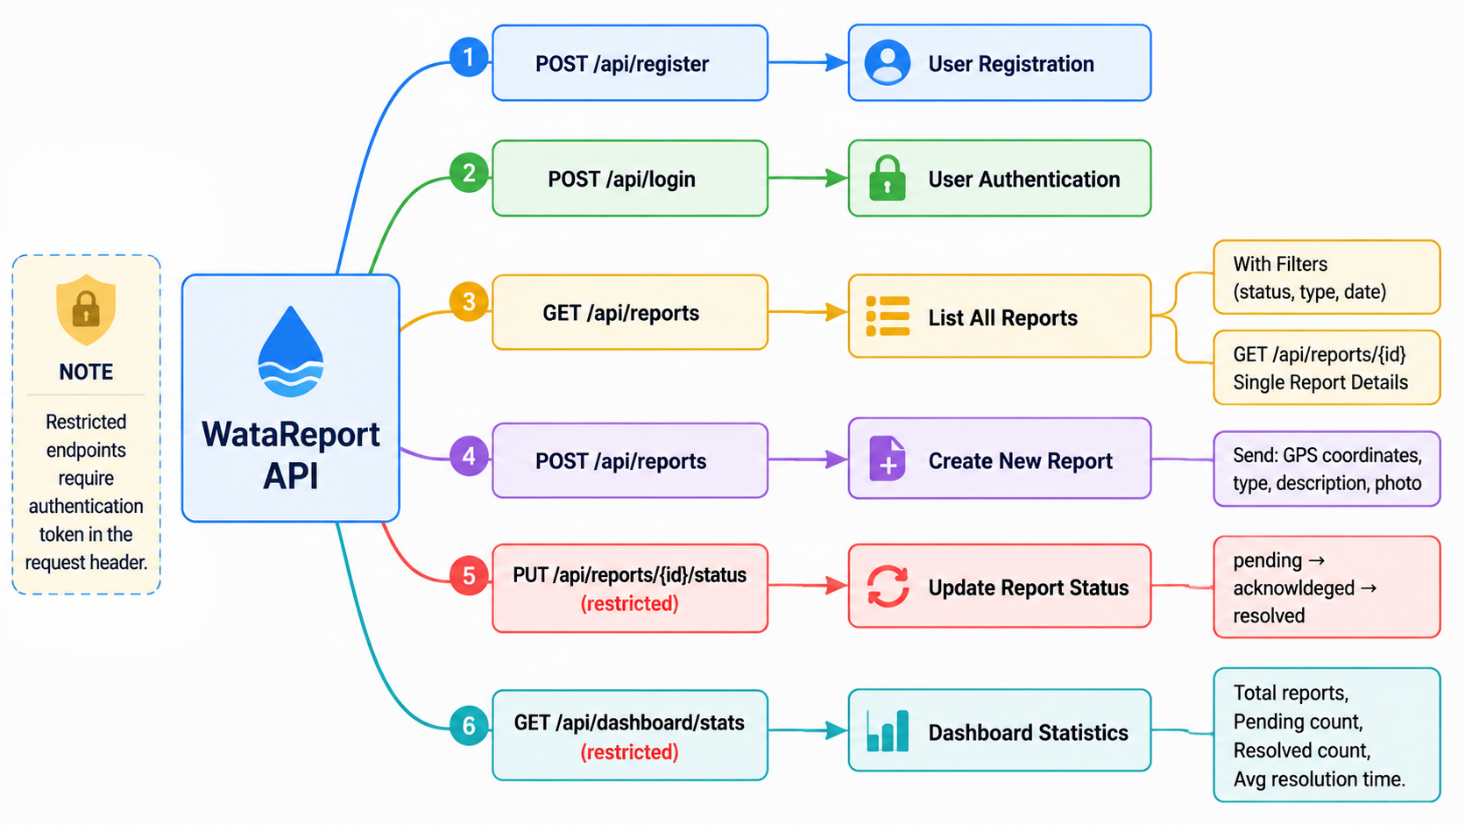 1
POST /api/register
User Registration
2
POST /api/login
User Authentication
3
GET /api/reports
List All Reports
With Filters
(status, type, date)
GET /api/reports/{id}
Single Report Details
NOTE
Restricted
endpoints
require
authentication
token in the
request header.
WataReport
API
4
POST /api/reports
Create New Report
Send: GPS coordinates,
type, description, photo
5
PUT /api/reports/{id}/status
(restricted)
Update Report Status
pending →
acknowldeged →
resolved
6
GET /api/dashboard/stats
(restricted)
Dashboard Statistics
Total reports,
Pending count,
Resolved count,
Avg resolution time.